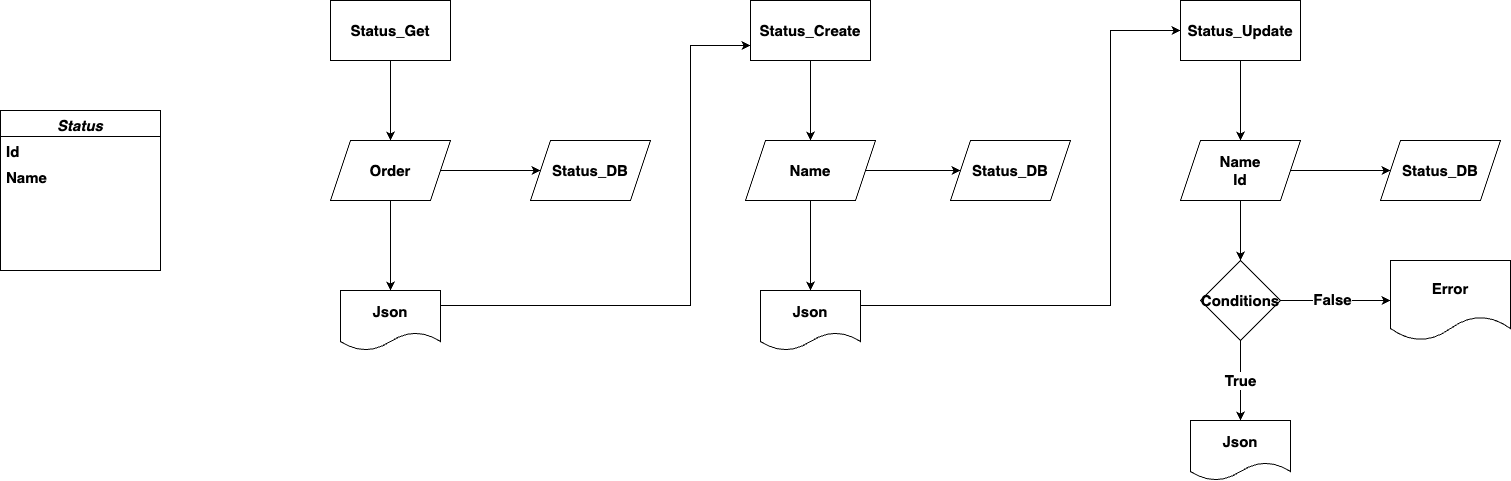 Status_Get
Status_Create
Status_Update
Status
Id
Name
Order
Status_DB
Name
Status_DB
Name
Id
Status_DB
Json
Json
Conditions
False
Error
True
Json